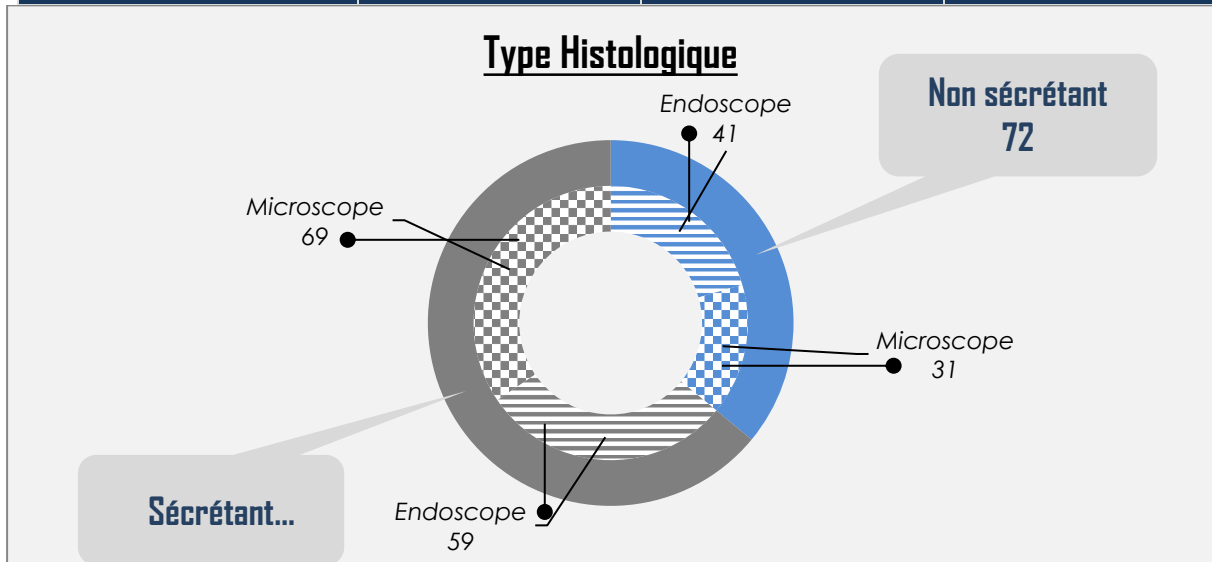 Type Histologique
Endoscope
41
Non sécrétant
72
Microscope
69
Microscope
31
Sécrétant...
Endoscope
59